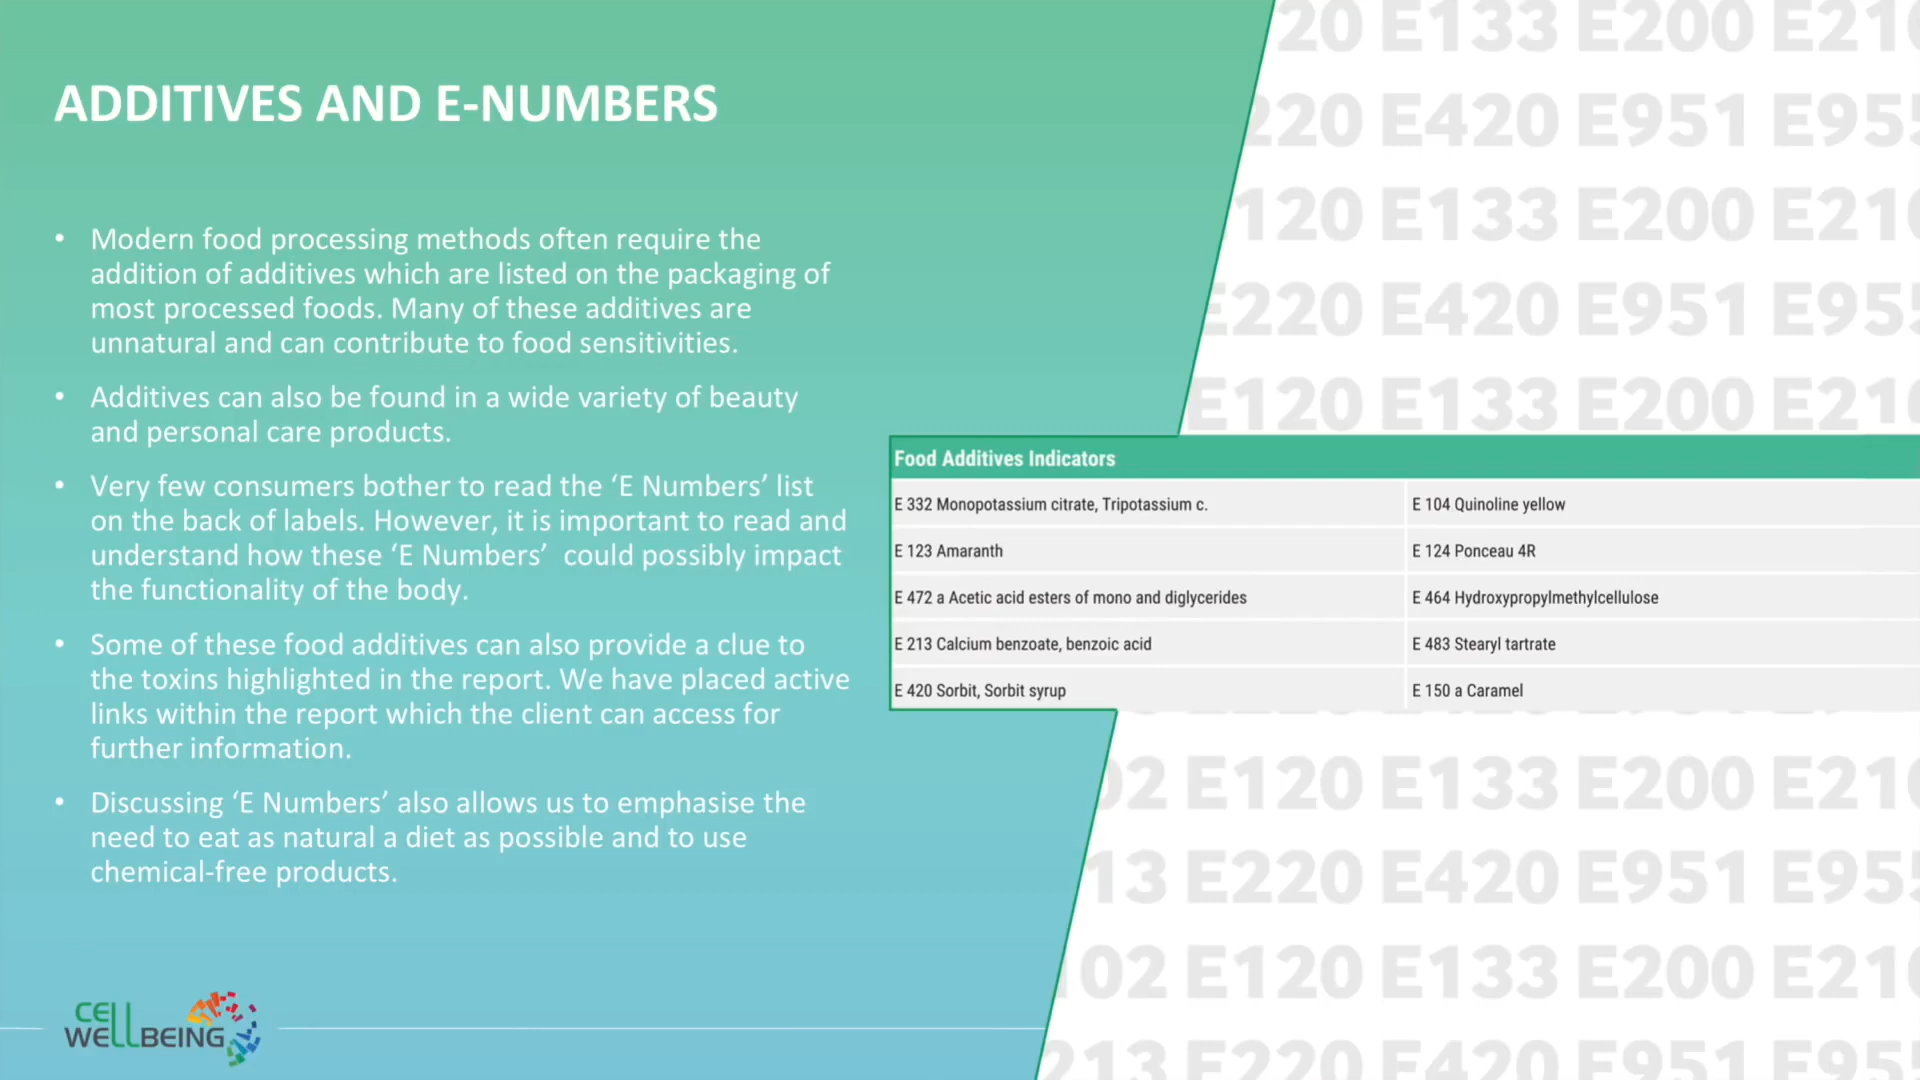 ADDITIVES AND E-NUMBERS
• Modern food processing methods often require the
addition of additives which are listed on the packaging of
most processed foods. Many of these additives are
unnatural and can contribute to food sensitivities.
• Additives can also be found in a wide variety of beauty
and personal care products.
• Very few consumers bother to read the ‘E Numbers’ list
on the back of labels. However, it is important to read and
understand how these ‘E Numbers’ could possibly impact
the functionality of the body.
• Some of these food additives can also provide a clue to
the toxins highlighted in the report. We have placed active
links within the report which the client can access for
further information.
• Discussing ‘E Numbers’ also allows us to emphasise the
need to eat as natural a diet as possible and to use
chemical-free products.
CELL
WELLBEING
20 E133 E200 E210
220 E420 E951 E955
120 E133 E200 E210
E220 E420 E951 E955
E120 E133 E200 E210
Food Additives Indicators
E 332 Monopotassium citrate, Tripotassium c. E 104 Quinoline yellow
E 123 Amaranth E 124 Ponceau 4R
E 472 a Acetic acid esters of mono and diglycerides E 464 Hydroxypropylmethylcellulose
E 213 Calcium benzoate, benzoic acid E 483 Stearyl tartrate
E 420 Sorbit, Sorbit syrup E 150 a Caramel
02 E120 E133 E200 E210
13 E220 E420 E951 E955
02 E120 E133 E200 E210
213 E220 E420 E951 E955